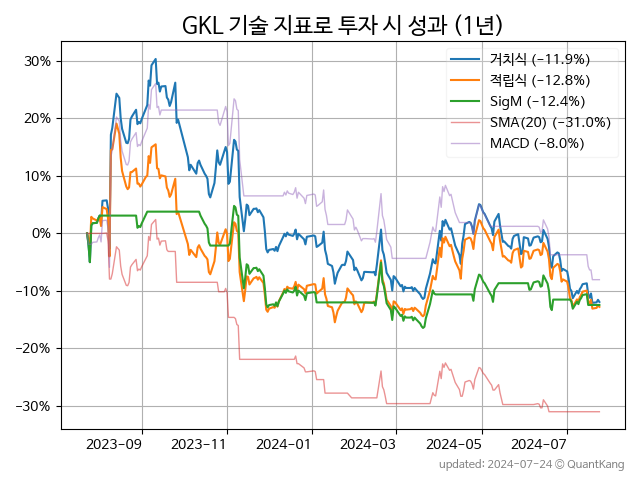 GKL 기술 지표로 투자 시 성과 (1년)
거치식 (−11.9%)
적립식 (−12.8%)
SigM (−12.4%)
SMA(20) (−31.0%)
MACD (−8.0%)
30%
20%
10%
0%
−10%
−20%
−30%
2023-09 2023-11 2024-01 2024-03 2024-05 2024-07
updated: 2024-07-24 © QuantKang